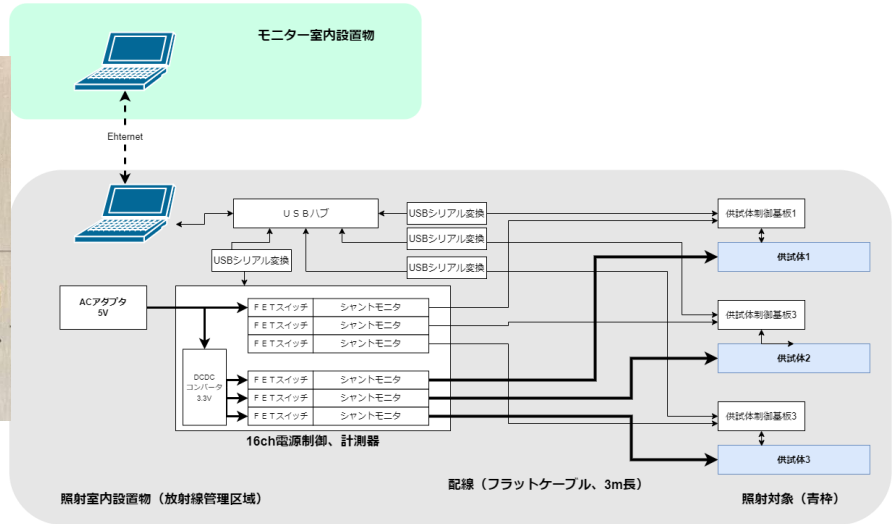 モニター室内設置物
Ehternet
USBハブ
USBシリアル変換
供試体制御基板1
USBシリアル変換
USBシリアル変換
供試体1
USBシリアル変換
ACアダプタ
5V
FETスイッチ
シャントモニタ
FETスイッチ
シャントモニタ
供試体制御基板3
FETスイッチ
シャントモニタ
供試体2
DCDC
コンバータ
3.3V
FETスイッチ
シャントモニタ
FETスイッチ
シャントモニタ
FETスイッチ
シャントモニタ
供試体制御基板3
16ch電源制御、計測器
供試体3
配線（フラットケーブル、3m長）
照射室内設置物（放射線管理区域）
照射対象（青枠）